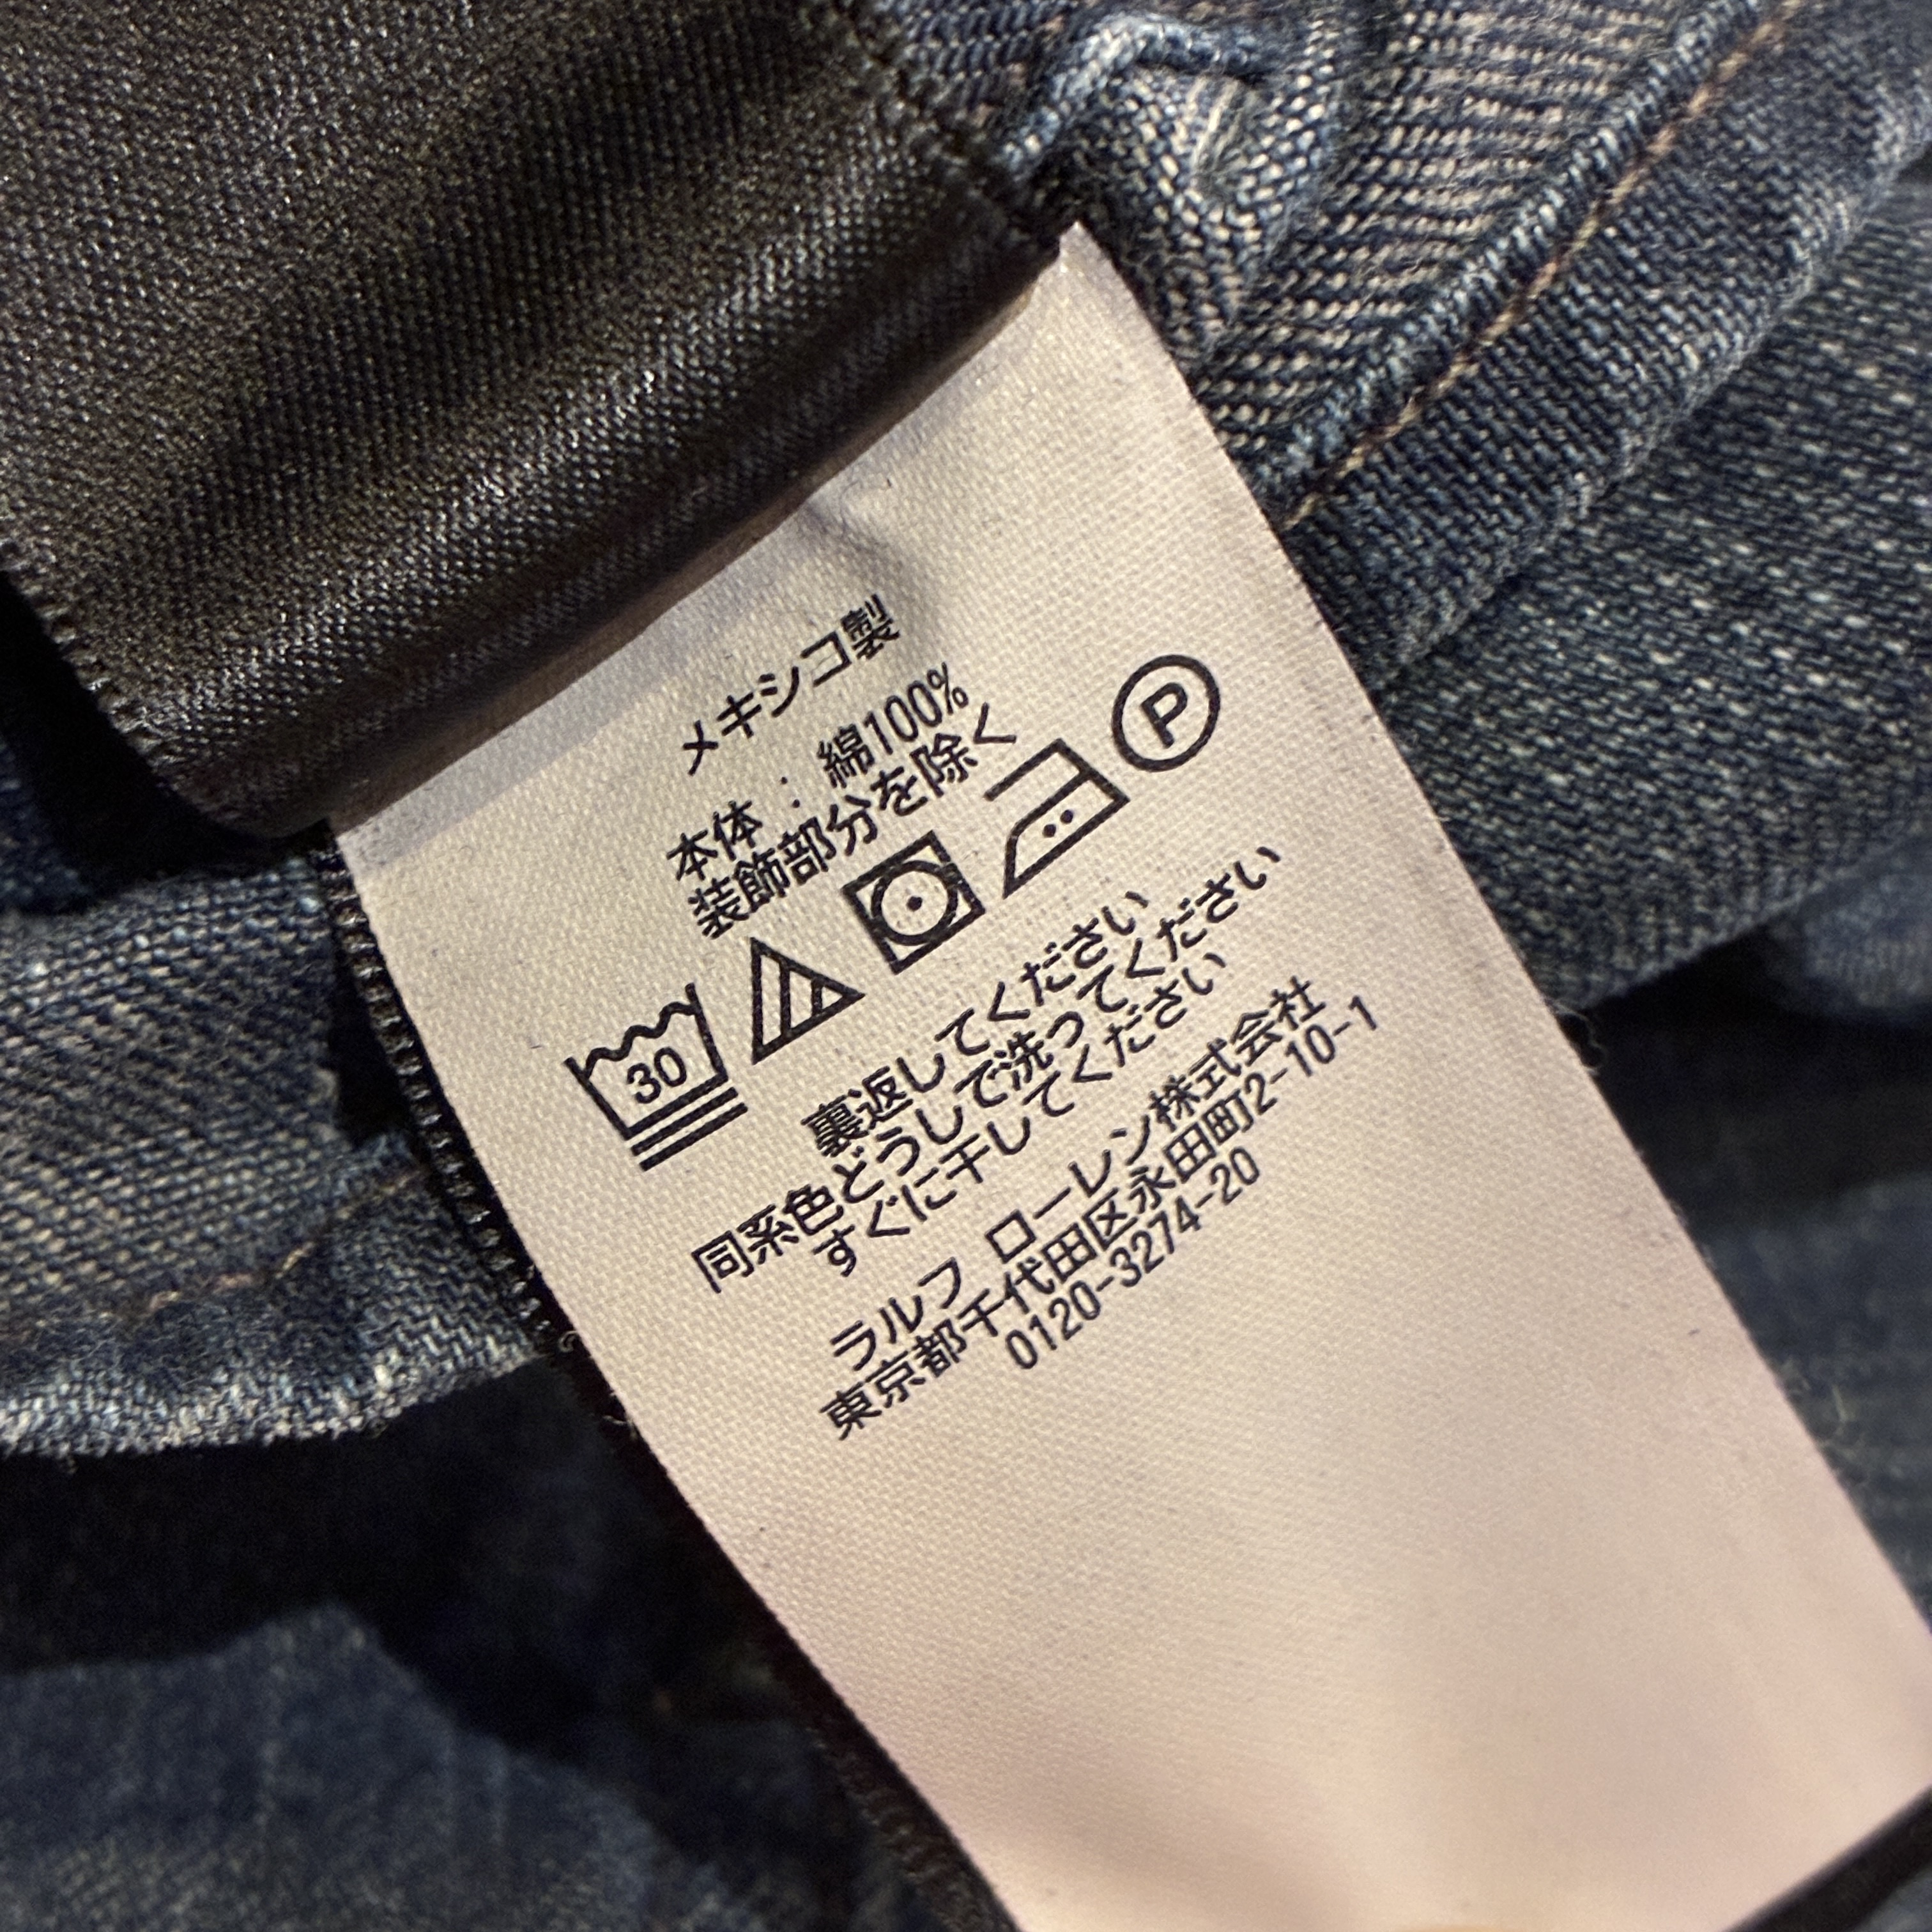 メキシコ製
本体 : 綿100%
装飾部分を除く
30
P
裏返してください
同系色どうしで洗ってください
すぐに干してください
ラルフ ローレン株式会社
東京都千代田区永田町2-10-1
0120-3274-20